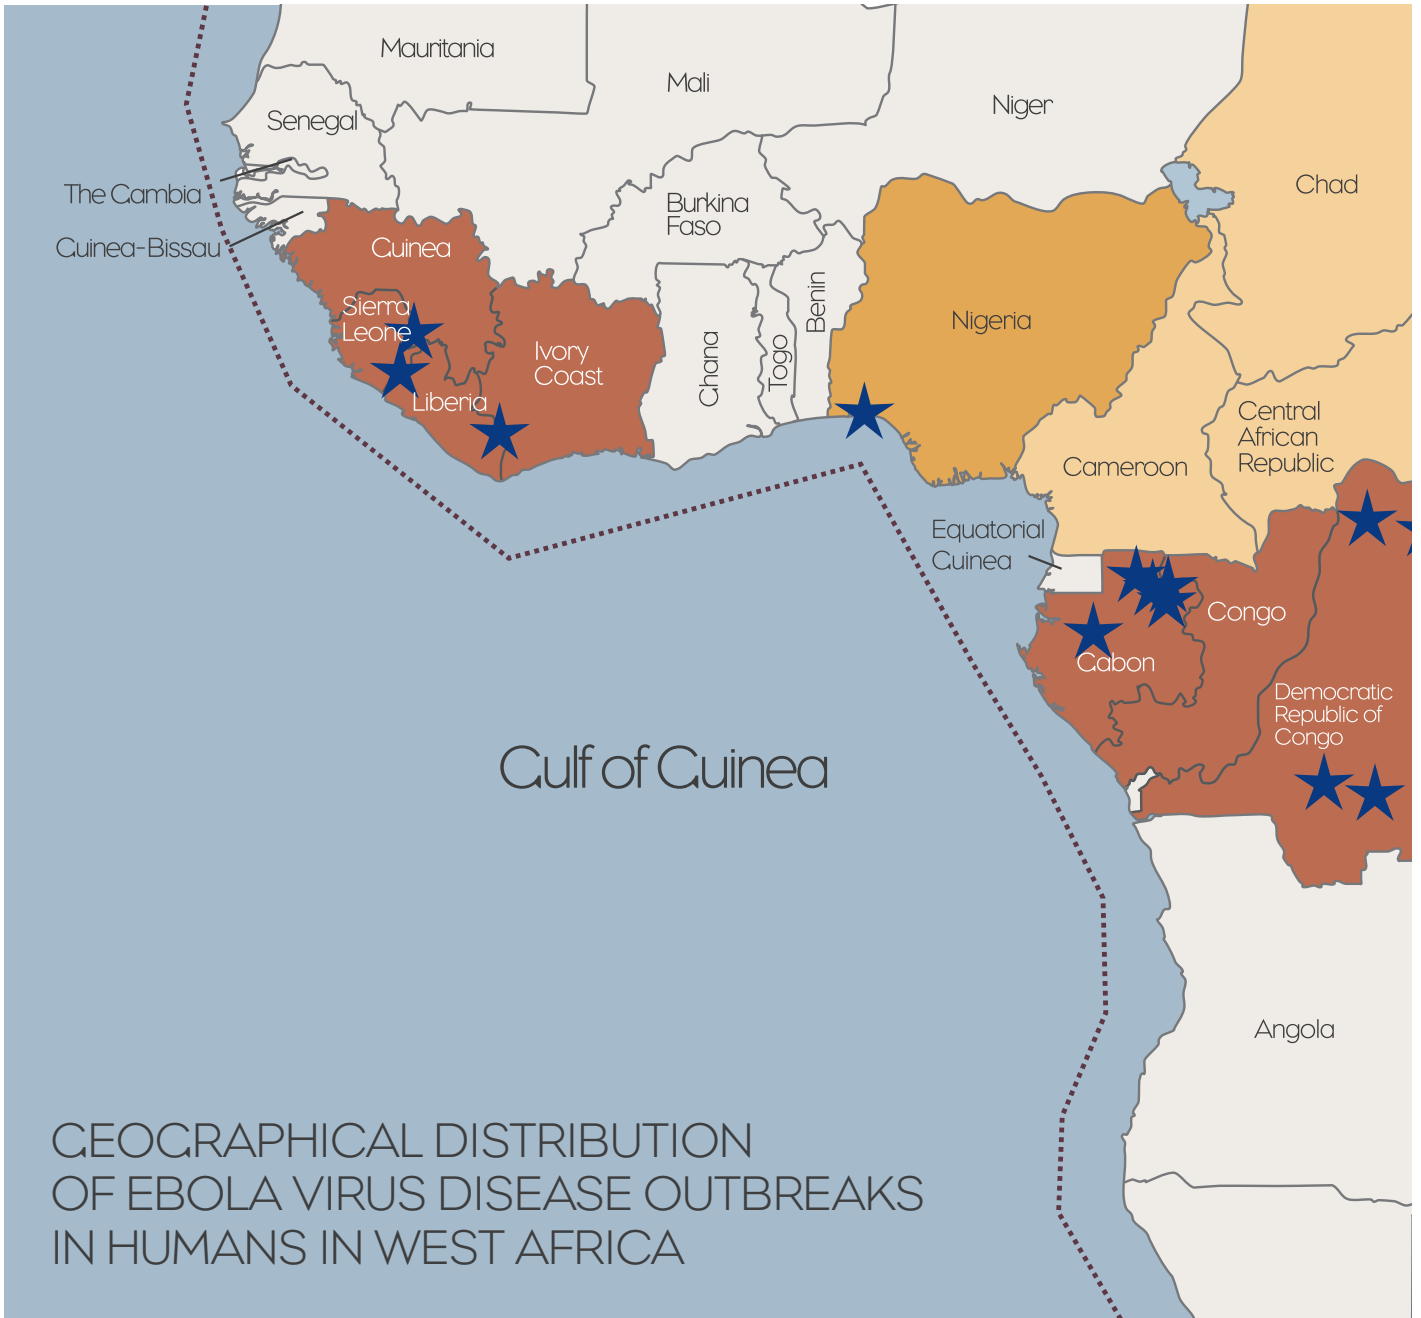 Mauritania
Mali
Niger
Senegal
Chad
The Gambia
Burkina
Faso
Guinea-Bissau
Guinea
Sierra
Leone
Ivory
Coast
Liberia
Ghana
Togo
Benin
Nigeria
Central
African
Republic
Cameroon
Equatorial
Guinea
Congo
Gabon
Democratic
Republic of
Congo
Gulf of Guinea
Angola
GEOGRAPHICAL DISTRIBUTION
OF EBOLA VIRUS DISEASE OUTBREAKS
IN HUMANS IN WEST AFRICA